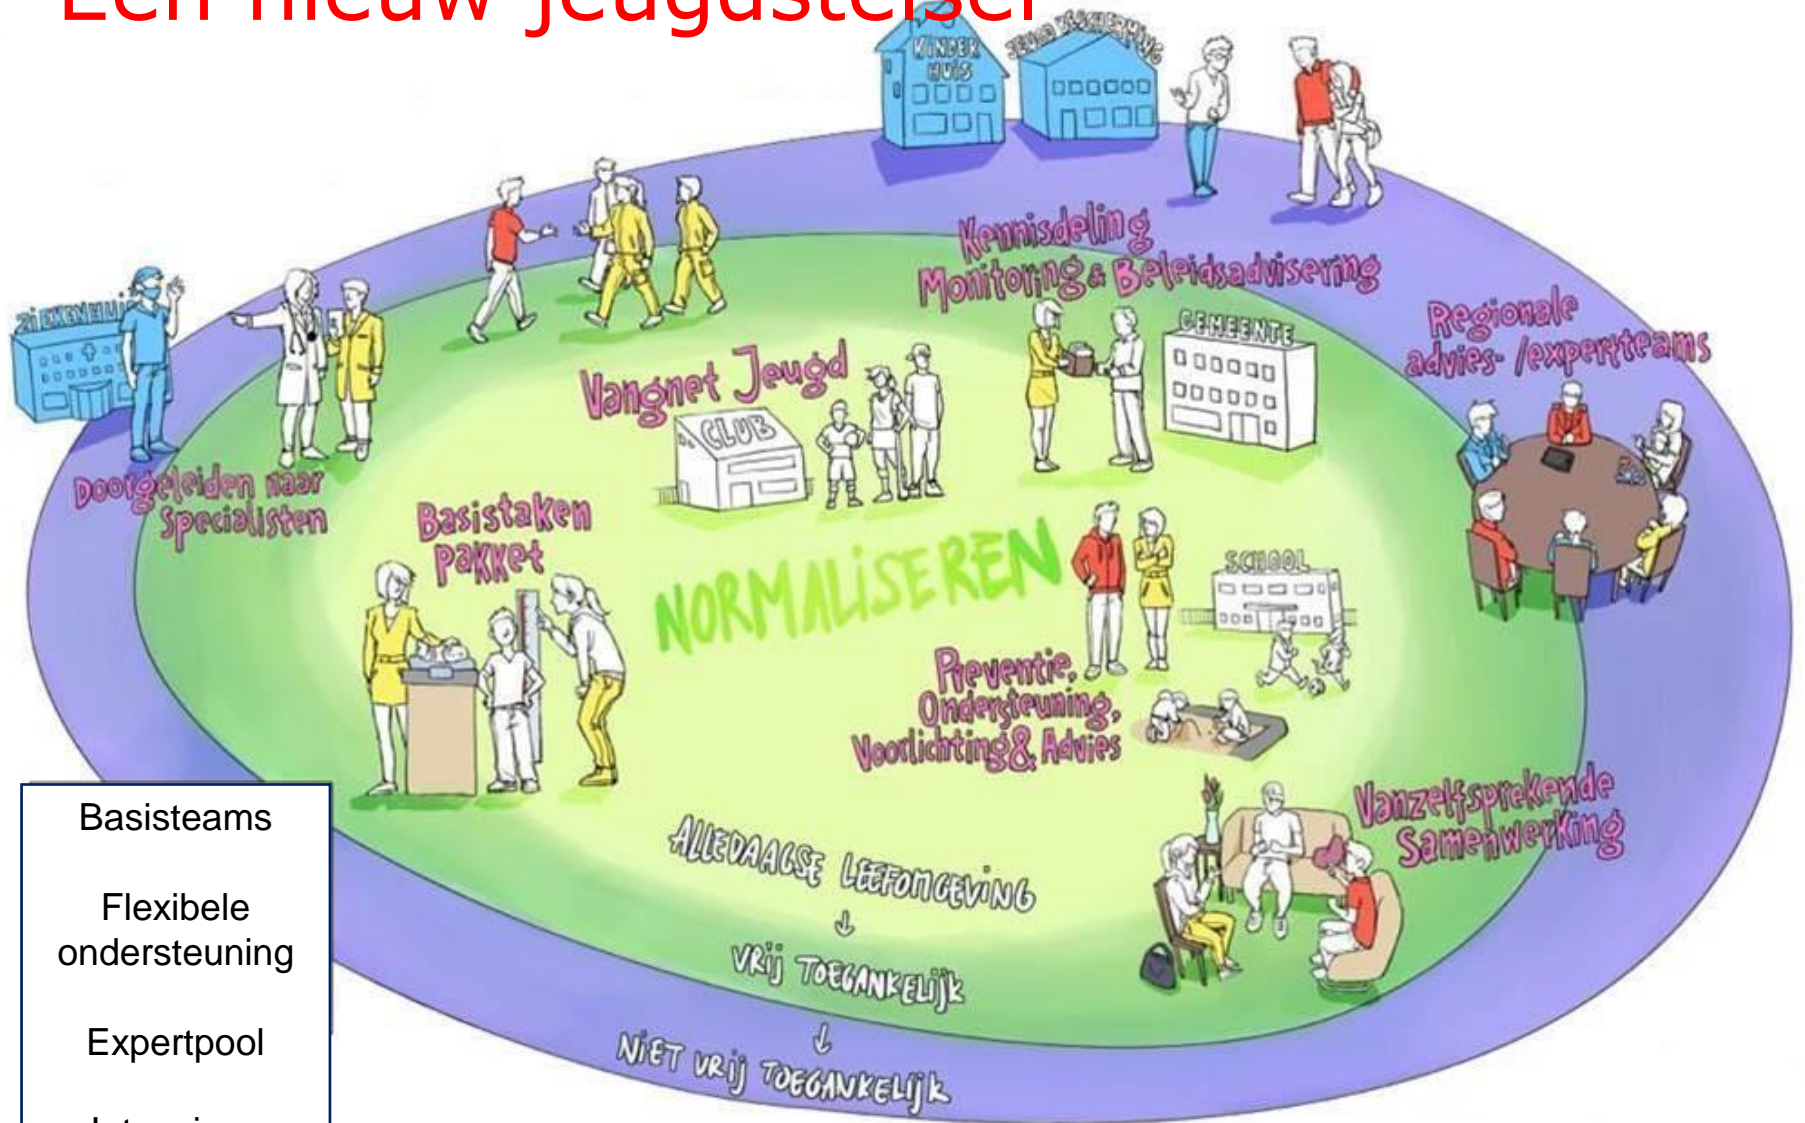 Een nieuw jeugdstelsel
KINDER
HUIS
JEUGDBESCHERMING
Kennisdeling
Monitoring & Beleidsadvisering
ZIEKENHUIS
GEMEENTE
Regionale
advies- /expertteams
Vangnet Jeugd
CLUB
Doorgeleiden naar
Specialisten
Basistaken
pakket
NORMALISEREN
SCHOOL
Preventie,
Ondersteuning,
Voorlichting & Advies
Vanzelfsprekende
Samenwerking
ALLEDAAGSE LEEFOMGEVING
↓
VRIJ TOEGANKELIJK
↓
NIET VRIJ TOEGANKELIJK
Basisteams
Flexibele
ondersteuning
Expertpool